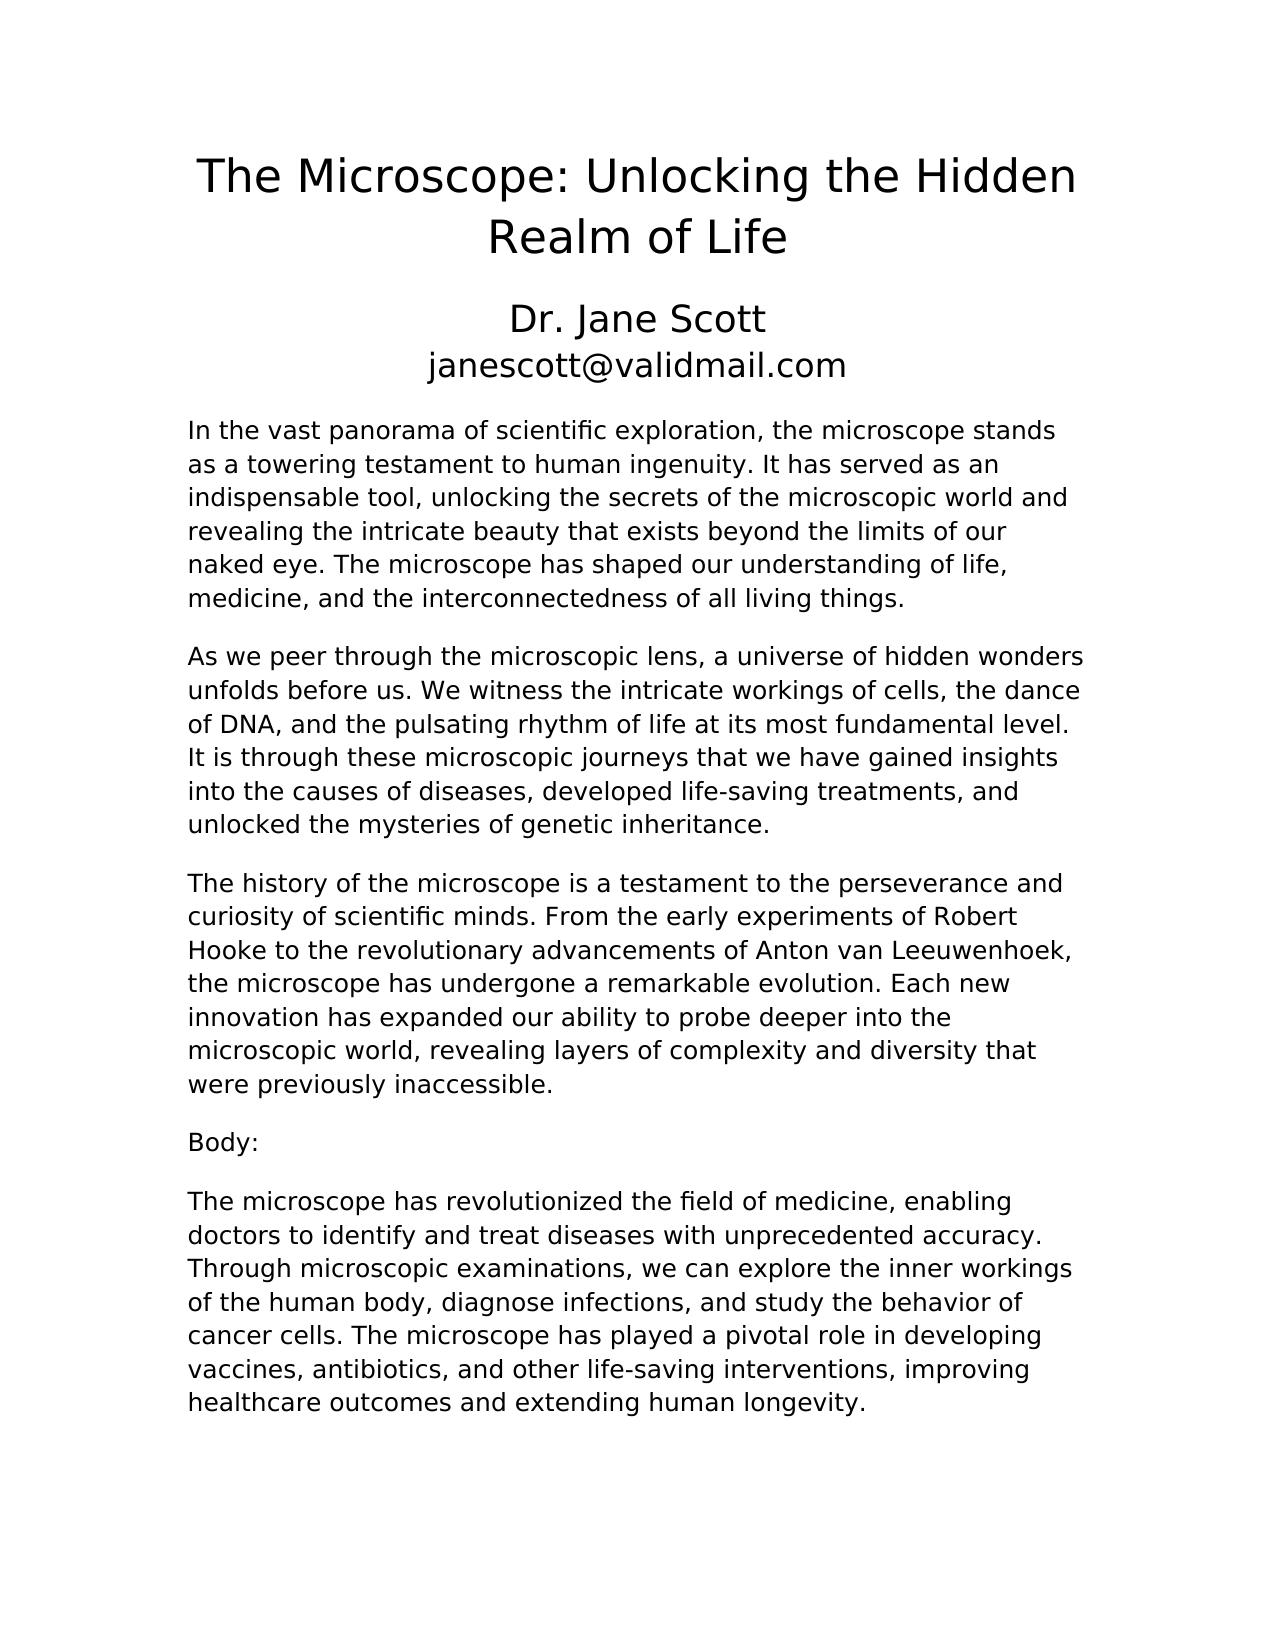 The Microscope: Unlocking the Hidden
Realm of Life
Dr. Jane Scott
janescott@validmail.com
In the vast panorama of scientific exploration, the microscope stands
as a towering testament to human ingenuity. It has served as an
indispensable tool, unlocking the secrets of the microscopic world and
revealing the intricate beauty that exists beyond the limits of our
naked eye. The microscope has shaped our understanding of life,
medicine, and the interconnectedness of all living things.
As we peer through the microscopic lens, a universe of hidden wonders
unfolds before us. We witness the intricate workings of cells, the dance
of DNA, and the pulsating rhythm of life at its most fundamental level.
It is through these microscopic journeys that we have gained insights
into the causes of diseases, developed life-saving treatments, and
unlocked the mysteries of genetic inheritance.
The history of the microscope is a testament to the perseverance and
curiosity of scientific minds. From the early experiments of Robert
Hooke to the revolutionary advancements of Anton van Leeuwenhoek,
the microscope has undergone a remarkable evolution. Each new
innovation has expanded our ability to probe deeper into the
microscopic world, revealing layers of complexity and diversity that
were previously inaccessible.
Body:
The microscope has revolutionized the field of medicine, enabling
doctors to identify and treat diseases with unprecedented accuracy.
Through microscopic examinations, we can explore the inner workings
of the human body, diagnose infections, and study the behavior of
cancer cells. The microscope has played a pivotal role in developing
vaccines, antibiotics, and other life-saving interventions, improving
healthcare outcomes and extending human longevity.